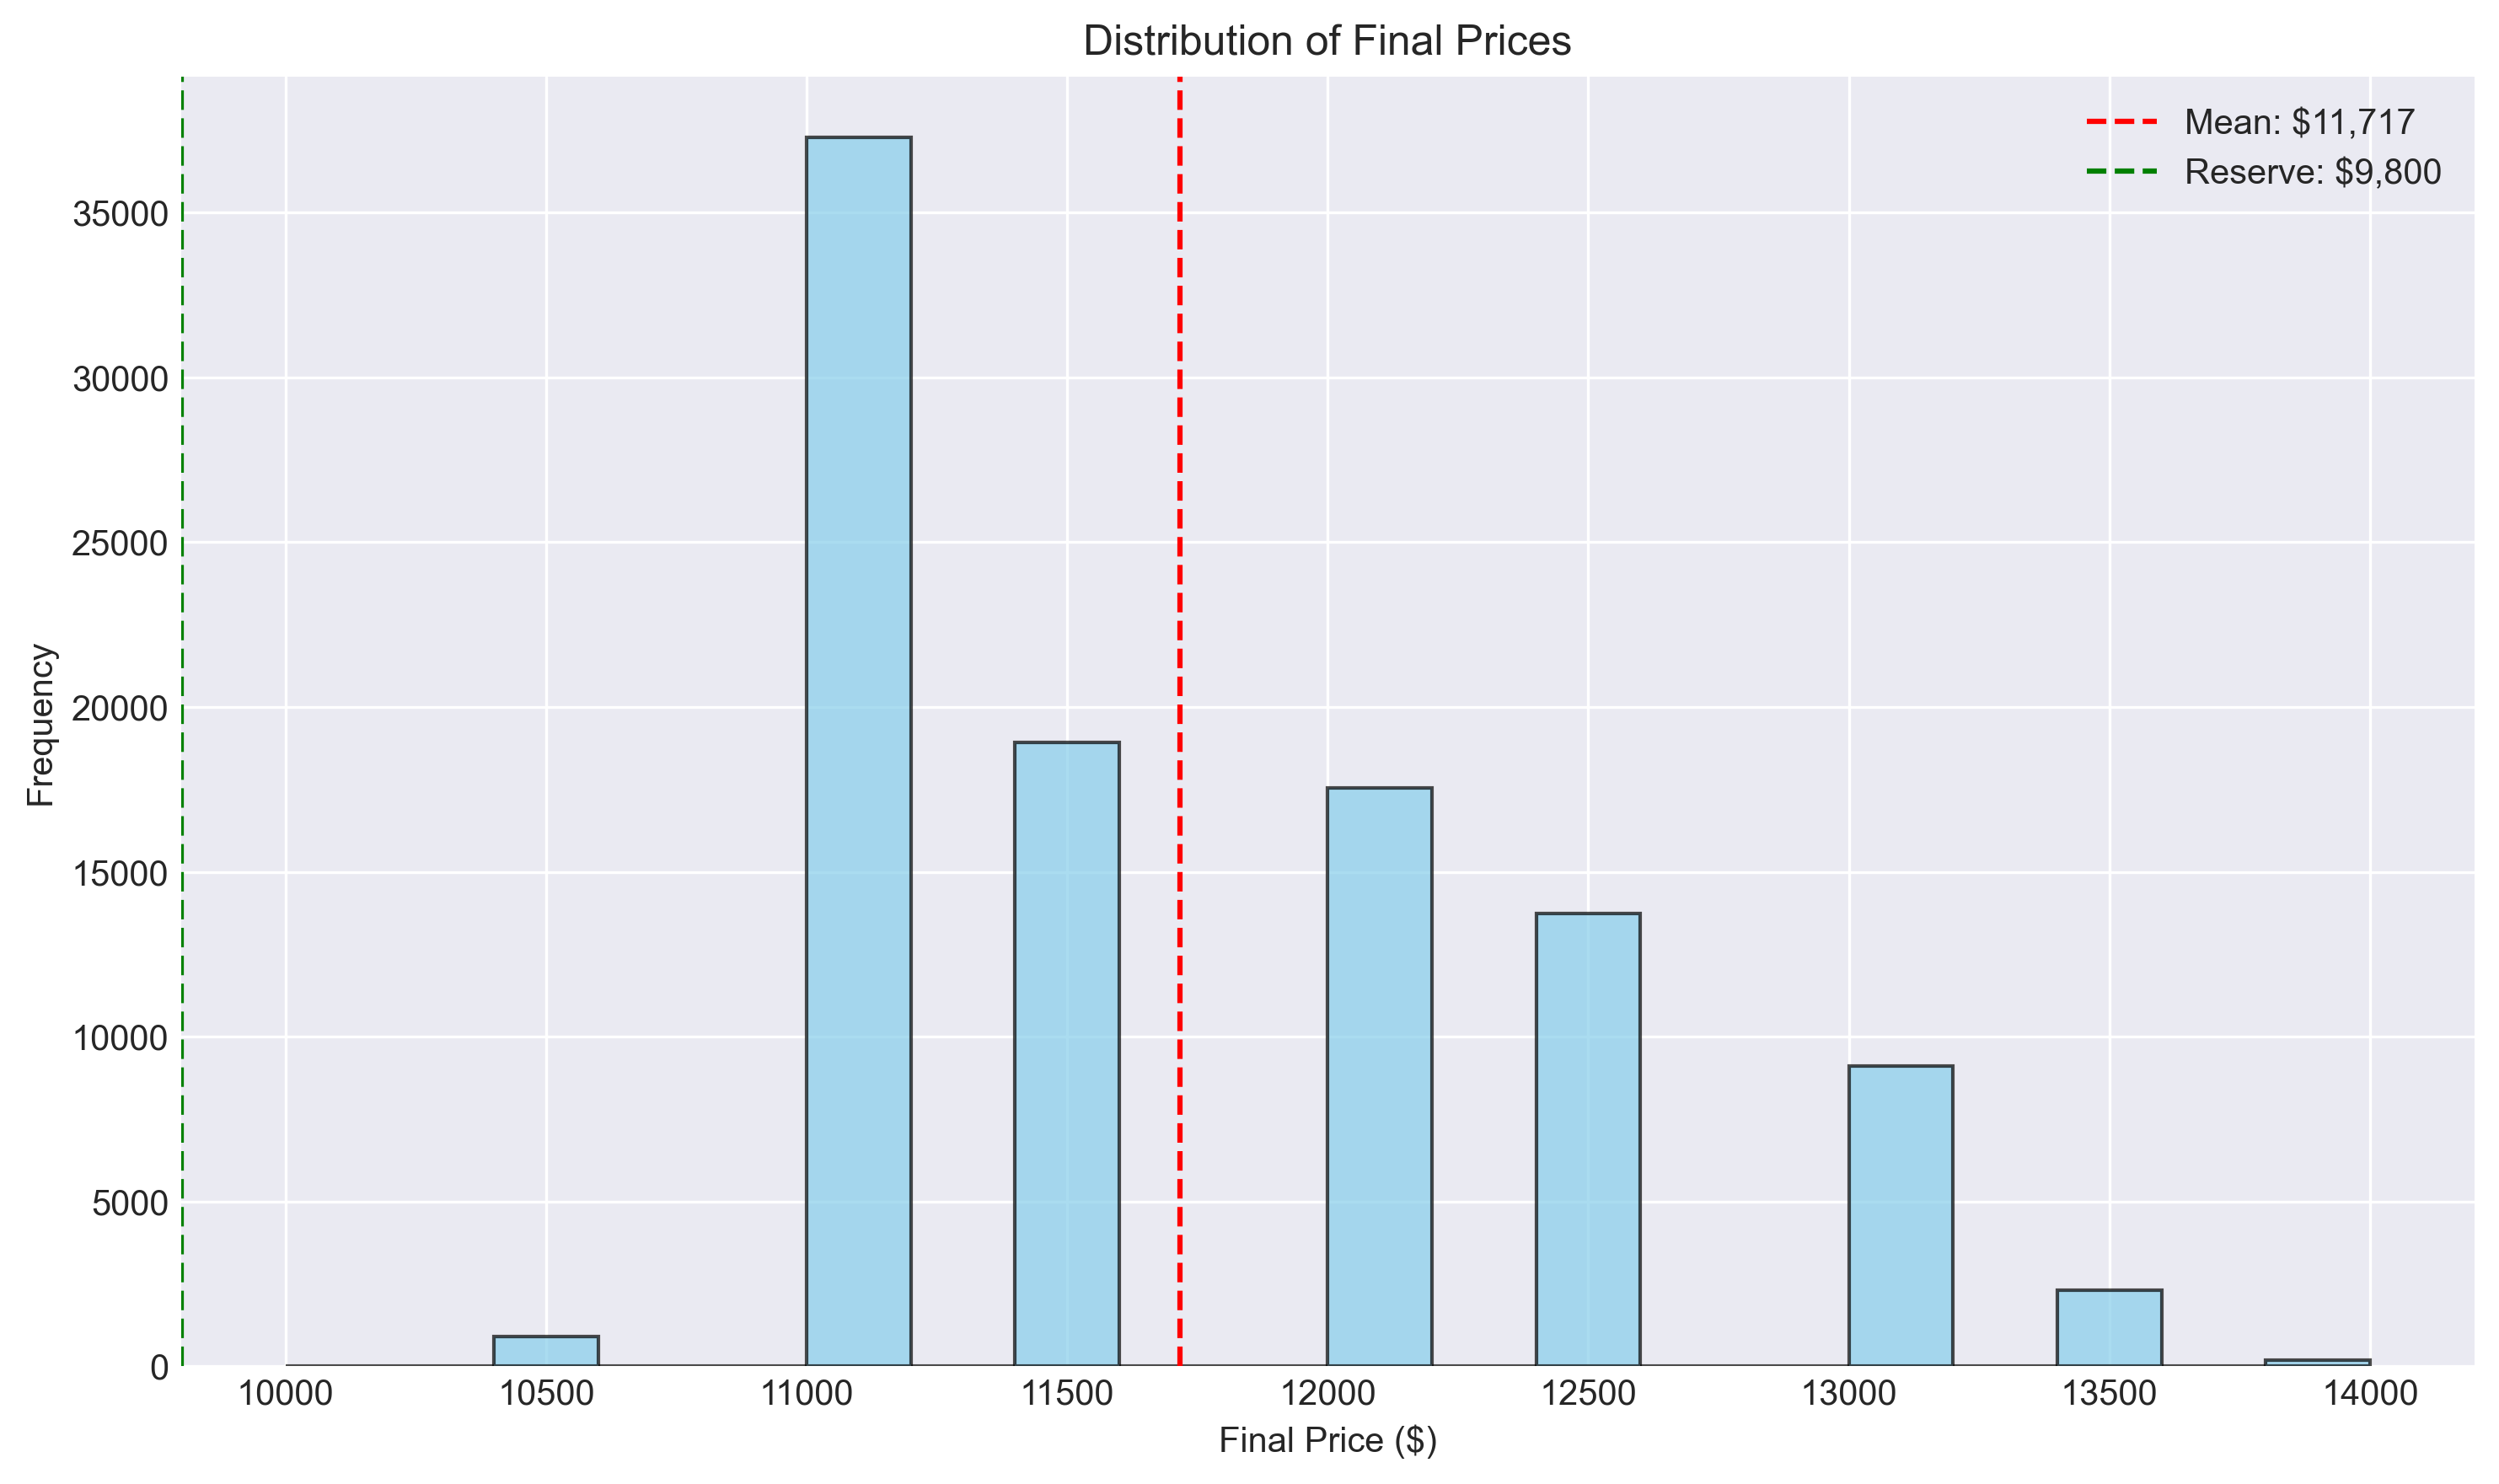 Distribution of Final Prices
Mean: $11,717
Reserve: $9,800
Frequency
35000
30000
25000
20000
15000
10000
5000
0
10000 10500 11000 11500 12000 12500 13000 13500 14000
Final Price ($)